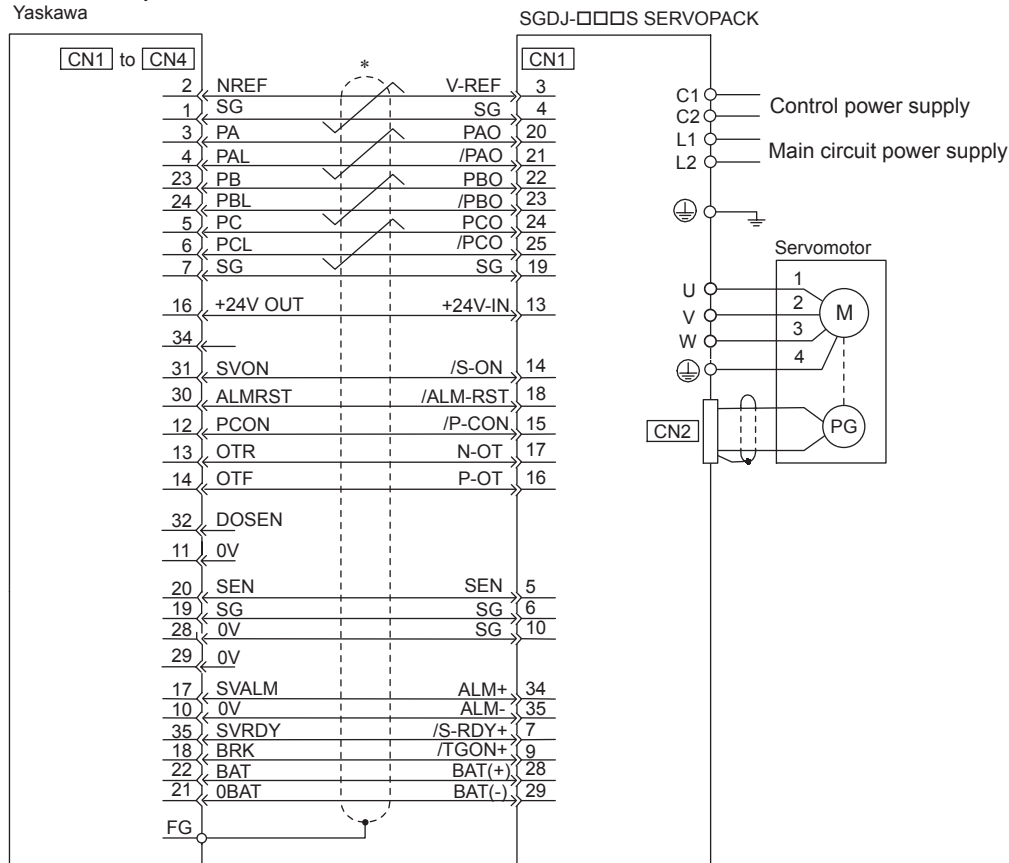 Yaskawa
SGDJ-□□□S SERVOPACK
CN1 to CN4
*
CN1
2 NREF V-REF 3
1 SG SG 4
3 PA PAO 20
4 PAL /PAO 21
23 PB PBO 22
24 PBL /PBO 23
5 PC PCO 24
6 PCL /PCO 25
7 SG SG 19
16 +24V OUT +24V-IN 13
34
31 SVON /S-ON 14
30 ALMRST /ALM-RST 18
12 PCON /P-CON 15
13 OTR N-OT 17
14 OTF P-OT 16
32 DOSEN
11 0V
20 SEN SEN 5
19 SG SG 6
28 0V SG 10
29 0V
17 SVALM ALM+ 34
10 0V ALM- 35
35 SVRDY /S-RDY+ 7
18 BRK /TGON+ 9
22 BAT BAT(+) 28
21 0BAT BAT(-) 29
FG
C1
C2
Control power supply
L1
L2
Main circuit power supply
Servomotor
U 1
V 2
W 3
4
M
CN2
PG